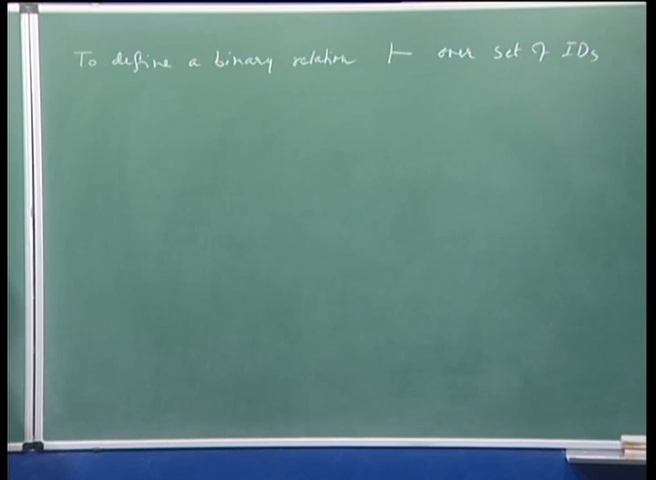 To define a binary relation ⊢ over set of IDs